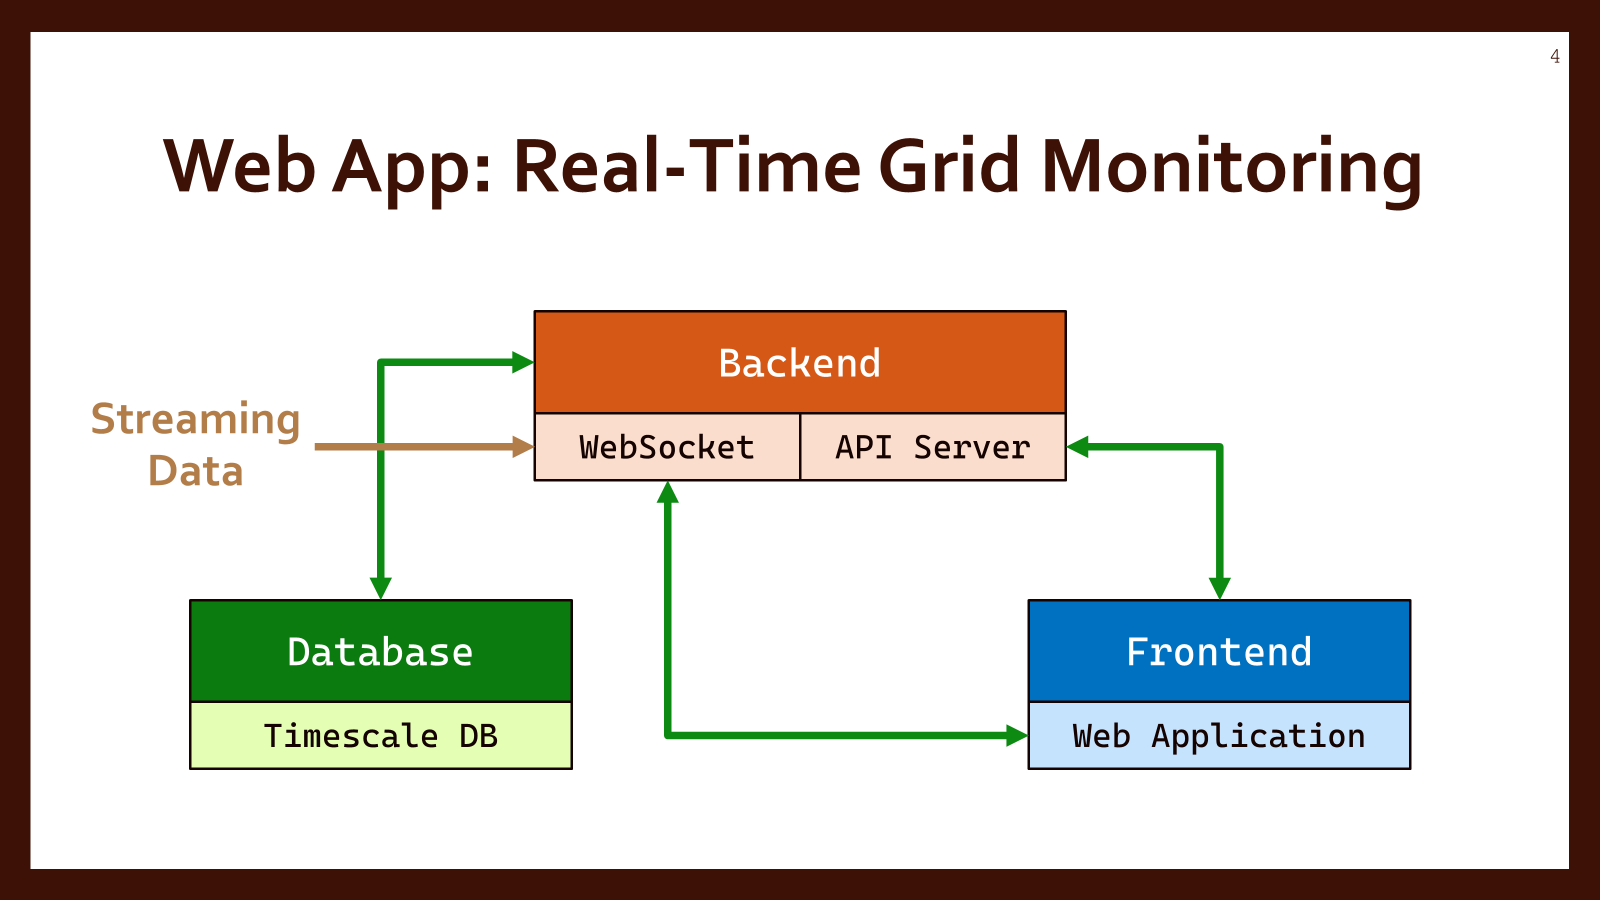 4
Web App: Real-Time Grid Monitoring
Backend
WebSocket
API Server
Streaming
Data
Database
Timescale DB
Frontend
Web Application